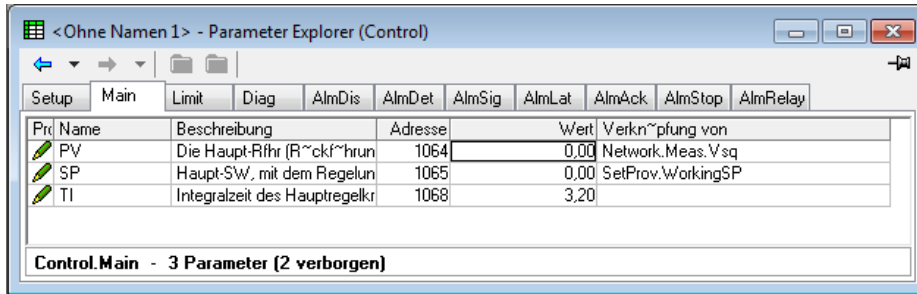 <Ohne Namen 1> - Parameter Explorer (Control)
Setup Main Limit Diag AlmDis AlmDet AlmSig AlmLat AlmAck AlmStop AlmRelay
Pro Name Beschreibung Adresse Wert Verkn~pfung von
PV Die Haupt-Rfhr (R~ckf~hrun 1064 0,00 Network.Meas.Vsq
SP Haupt-SW, mit dem Regelun 1065 0,00 SetProv.WorkingSP
TI Integralzeit des Hauptregelkr 1068 3,20
Control.Main - 3 Parameter (2 verborgen)